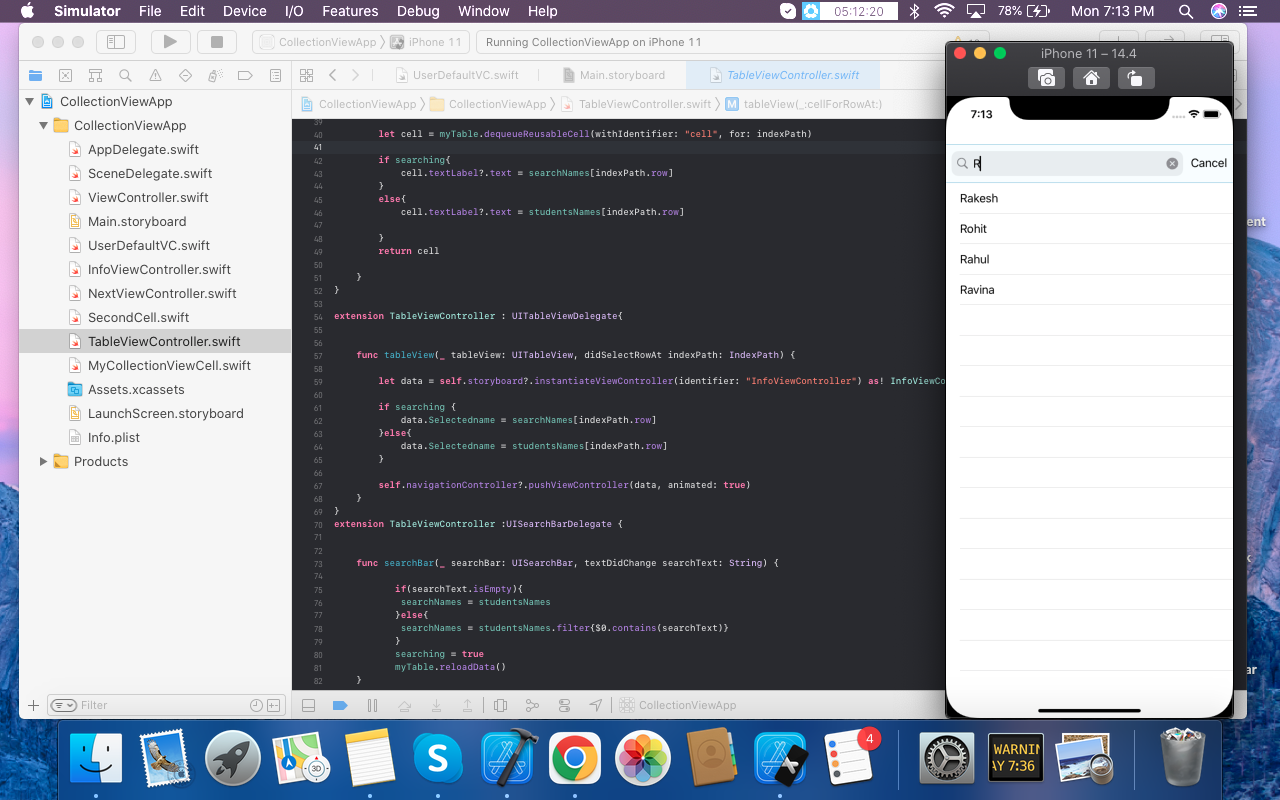 Simulator File Edit Device I/O Features Debug Window Help 05:12:20 78% Mon 7:13 PM
CollectionViewApp iPhone 11
Running CollectionViewApp on iPhone 11
UserDefaultVC.swift
Main.storyboard
TableViewController.swift
CollectionViewApp CollectionViewApp TableViewController.swift M tableView(_:cellForRowAt:)
CollectionViewApp
CollectionViewApp
AppDelegate.swift
SceneDelegate.swift
ViewController.swift
Main.storyboard
UserDefaultVC.swift
InfoViewController.swift
NextViewController.swift
SecondCell.swift
TableViewController.swift
MyCollectionViewCell.swift
Assets.xcassets
LaunchScreen.storyboard
Info.plist
Products
Filter
39
40 let cell = myTable.dequeueReusableCell(withIdentifier: "cell", for: indexPath)
41
42 if searching{
43 cell.textLabel?.text = searchNames[indexPath.row]
44 }
45 else{
46 cell.textLabel?.text = studentsNames[indexPath.row]
47
48 }
49 return cell
50
51 }
52 }
53
54 extension TableViewController : UITableViewDelegate{
55
56
57 func tableView(_ tableView: UITableView, didSelectRowAt indexPath: IndexPath) {
58
59 let data = self.storyboard?.instantiateViewController(identifier: "InfoViewController") as! InfoViewCo
60
61 if searching {
62 data.Selectedname = searchNames[indexPath.row]
63 }else{
64 data.Selectedname = studentsNames[indexPath.row]
65 }
66
67 self.navigationController?.pushViewController(data, animated: true)
68 }
69 }
70 extension TableViewController :UISearchBarDelegate {
71
72
73 func searchBar(_ searchBar: UISearchBar, textDidChange searchText: String) {
74
75 if(searchText.isEmpty){
76 searchNames = studentsNames
77 }else{
78 searchNames = studentsNames.filter{$0.contains(searchText)}
79 }
80 searching = true
81 myTable.reloadData()
82 }
CollectionViewApp
iPhone 11 – 14.4
7:13
R
Cancel
Rakesh
Rohit
Rahul
Ravina
ent
ar
3D
S
4
WARNIN
AY 7:36